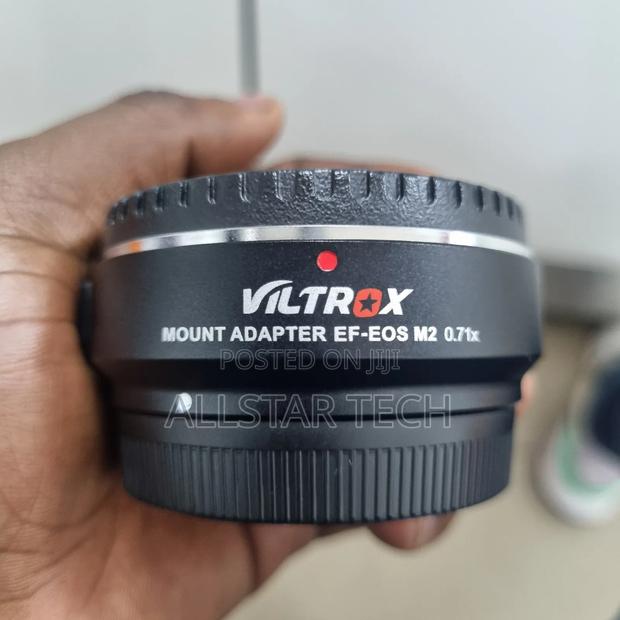 VILTROX
MOUNT ADAPTER EF-EOS M2 0.71x
POSTED ON JIJI
ALLSTAR TECH